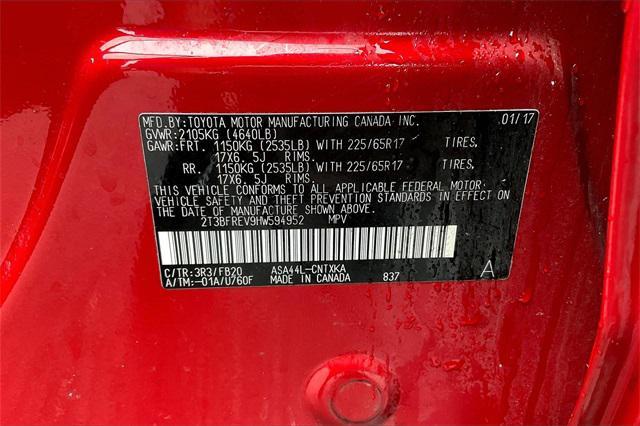 MFD.BY:TOYOTA MOTOR MANUFACTURING CANADA INC. 01/17
GVWR:2105KG (4640LB)
GAWR:FRT. 1150KG (2535LB) WITH 225/65R17 TIRES,
17X6.5J RIMS.
RR. 1150KG (2535LB) WITH 225/65R17 TIRES,
17X6.5J RIMS.
THIS VEHICLE CONFORMS TO ALL APPLICABLE FEDERAL MOTOR
VEHICLE SAFETY AND THEFT PREVENTION STANDARDS IN EFFECT ON
THE DATE OF MANUFACTURE SHOWN ABOVE.
2T3BFREV9HW594952 MPV
C/TR:3R3/FB20 ASA44L-CNTXKA
A/TM:-01A/U760F MADE IN CANADA 837 A